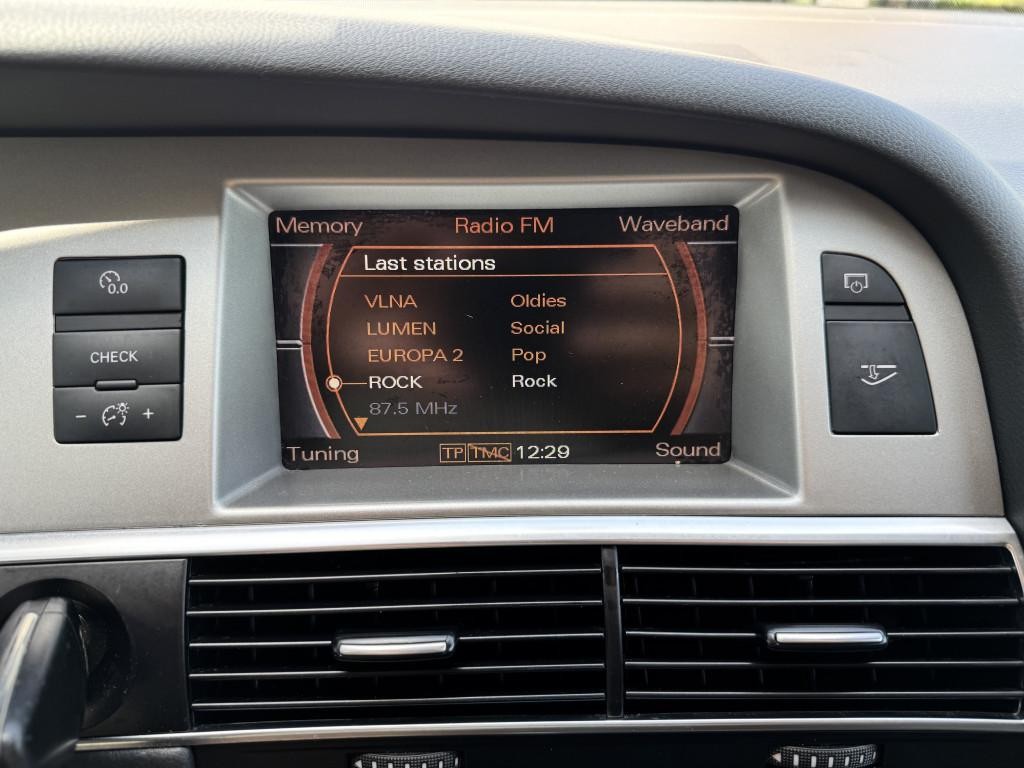 Memory Radio FM Waveband
Last stations
0.0
VLNA Oldies
LUMEN Social
EUROPA 2 Pop
CHECK
ROCK Rock
87.5 MHz
- +
Tuning TP TMC 12:29 Sound